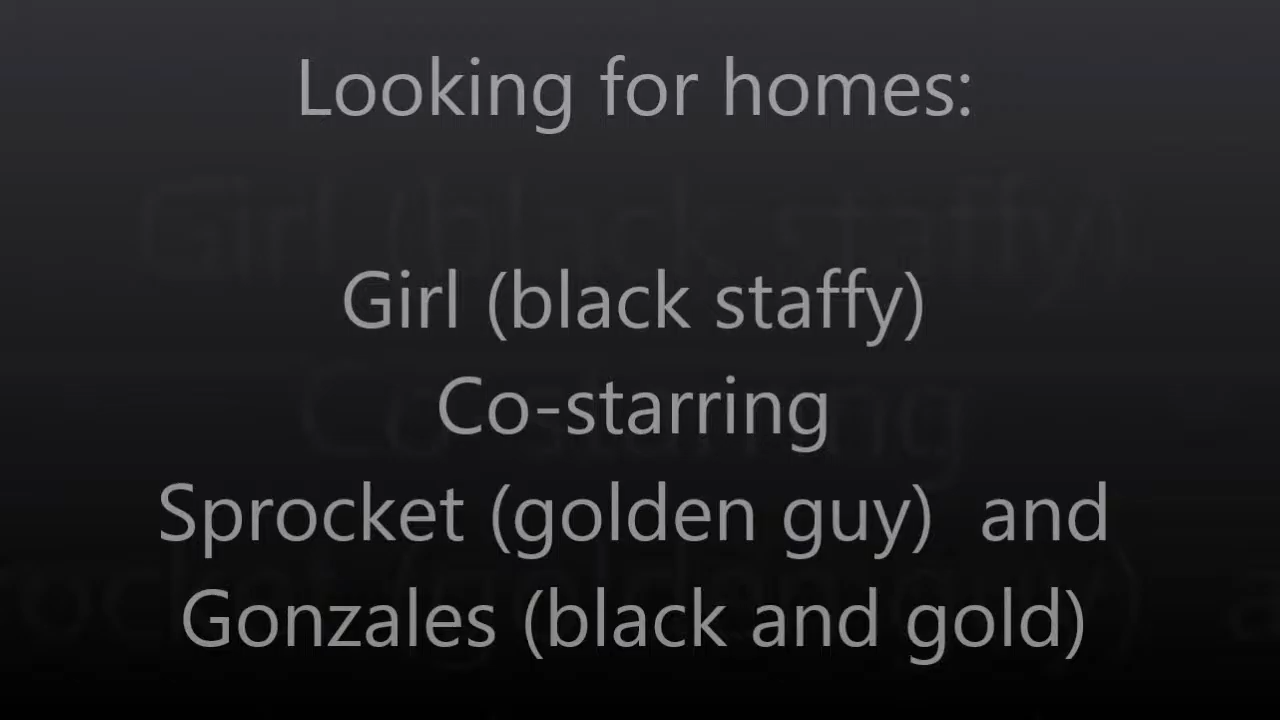 Looking for homes:
Girl (black staffy)
Co-starring
Sprocket (golden guy)  and
Gonzales (black and gold)